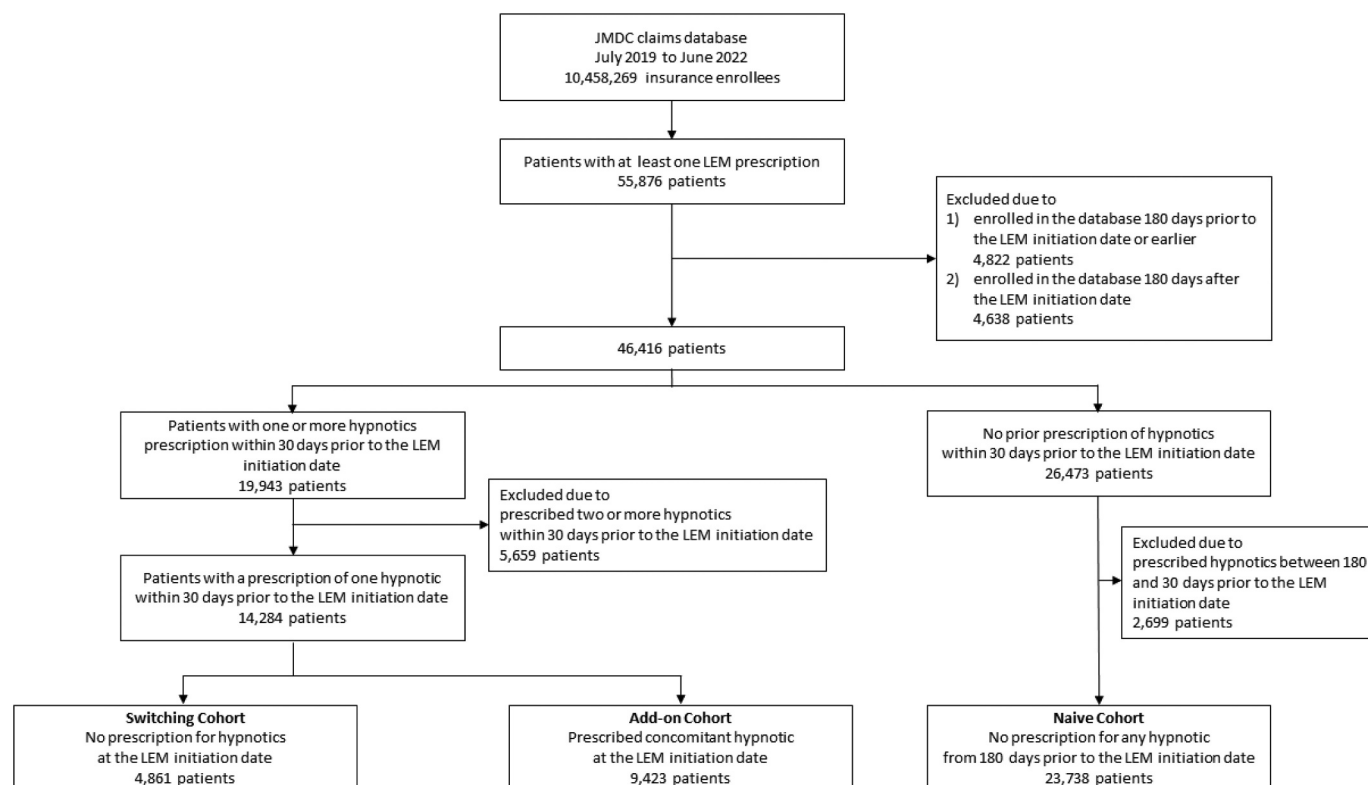 JMDC claims database
July 2019 to June 2022
10,458,269 insurance enrollees
Patients with at least one LEM prescription
55,876 patients
Excluded due to
1) enrolled in the database 180 days prior to
the LEM initiation date or earlier
4,822 patients
2) enrolled in the database 180 days after
the LEM initiation date
4,638 patients
46,416 patients
Patients with one or more hypnotics
prescription within 30 days prior to the LEM
initiation date
19,943 patients
No prior prescription of hypnotics
within 30 days prior to the LEM initiation date
26,473 patients
Excluded due to
prescribed two or more hypnotics
within 30 days prior to the LEM initiation date
5,659 patients
Excluded due to
prescribed hypnotics between 180
and 30 days prior to the LEM
initiation date
2,699 patients
Patients with a prescription of one hypnotic
within 30 days prior to the LEM initiation date
14,284 patients
Switching Cohort
No prescription for hypnotics
at the LEM initiation date
4,861 patients
Add-on Cohort
Prescribed concomitant hypnotic
at the LEM initiation date
9,423 patients
Naive Cohort
No prescription for any hypnotic
from 180 days prior to the LEM initiation date
23,738 patients